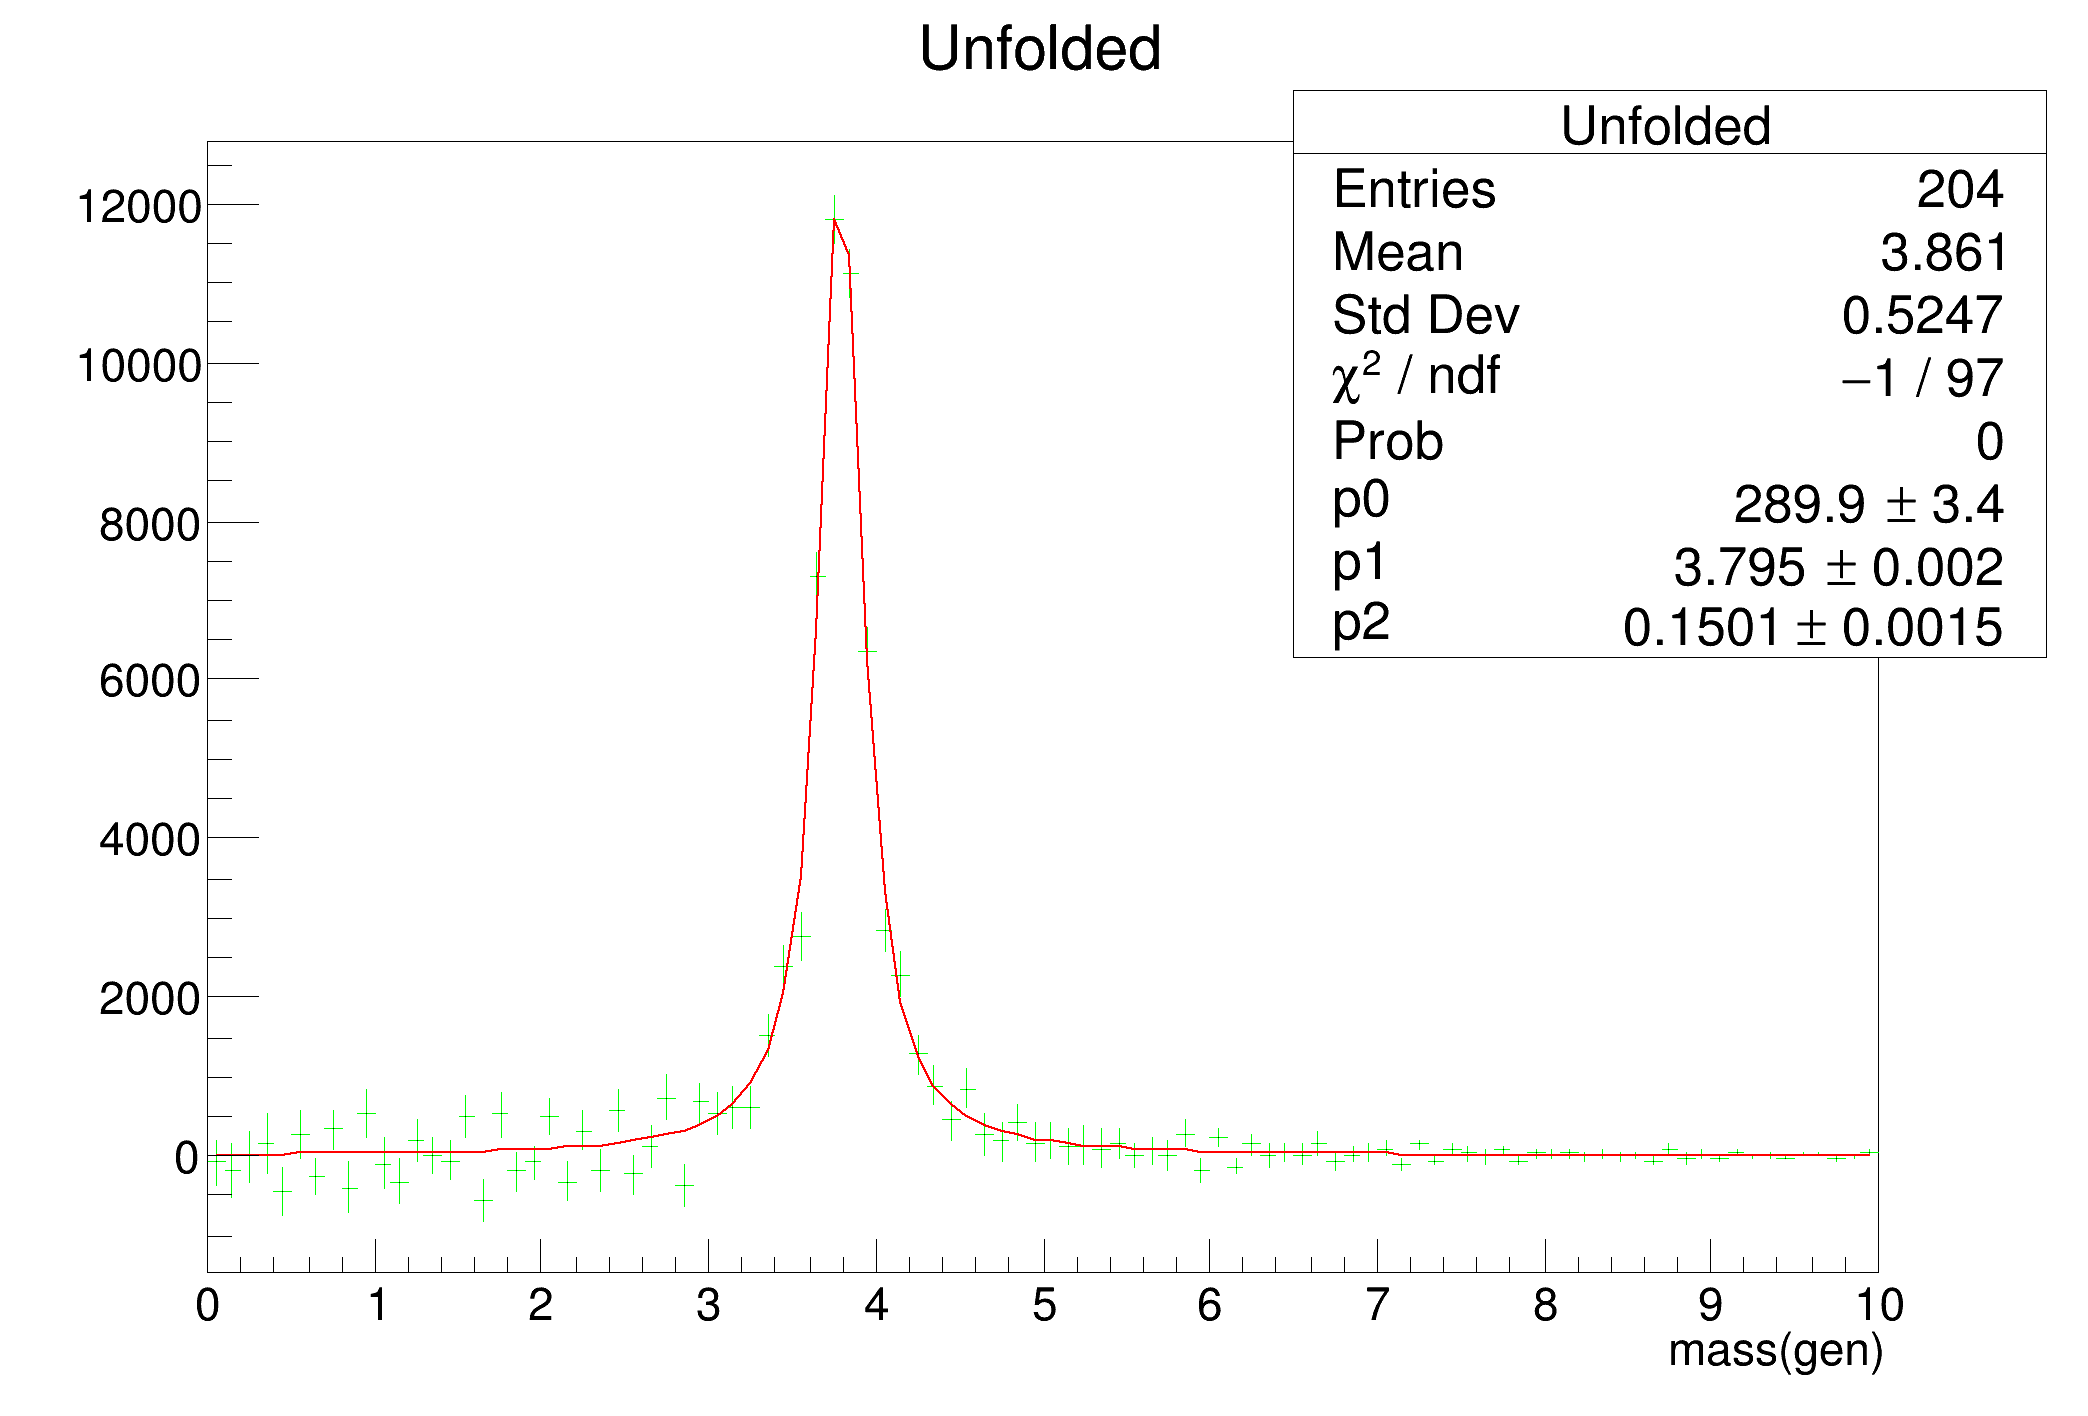 Unfolded
Unfolded
Entries 204
Mean 3.861
Std Dev 0.5247
χ² / ndf −1 / 97
Prob 0
p0 289.9 ± 3.4
p1 3.795 ± 0.002
p2 0.1501 ± 0.0015
12000
10000
8000
6000
4000
2000
0
0 1 2 3 4 5 6 7 8 9 10
mass(gen)